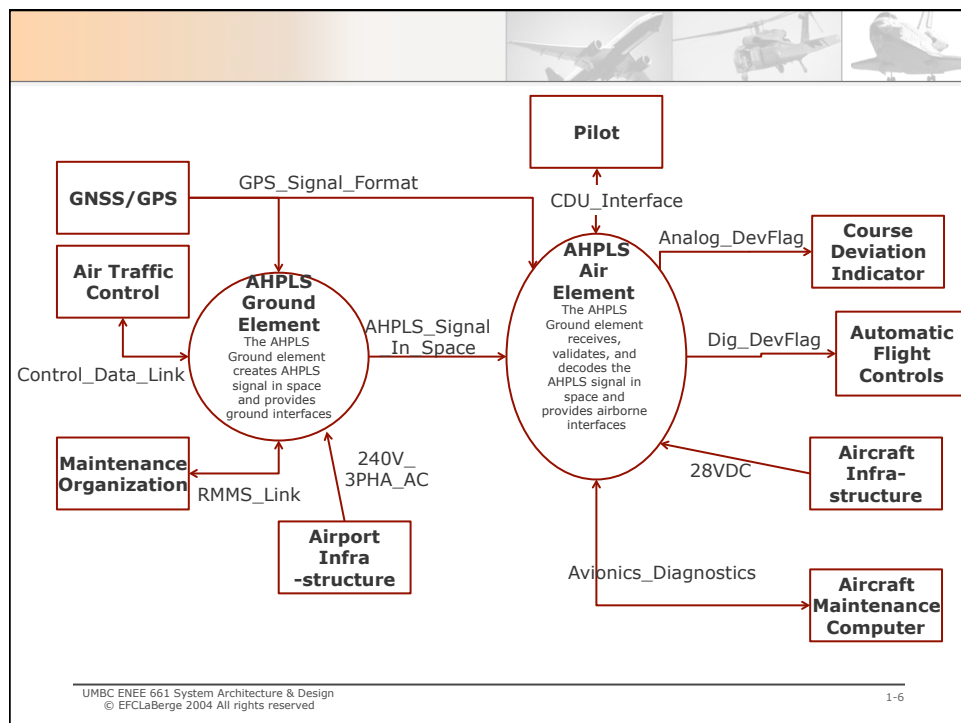 Pilot
GNSS/GPS
GPS_Signal_Format
CDU_Interface
Analog_DevFlag
Course
Deviation
Indicator
Air Traffic
Control
AHPLS
Ground
Element
The AHPLS
Ground element
creates AHPLS
signal in space
and provides
ground interfaces
AHPLS_Signal
_In_Space
AHPLS
Air
Element
The AHPLS
Ground element
receives,
validates, and
decodes the
AHPLS signal in
space and
provides airborne
interfaces
Dig_DevFlag
Automatic
Flight
Controls
Control_Data_Link
Maintenance
Organization
RMMS_Link
240V_
3PHA_AC
28VDC
Aircraft
Infra-
structure
Airport
Infra
-structure
Avionics_Diagnostics
Aircraft
Maintenance
Computer
UMBC ENEE 661 System Architecture & Design
© EFCLaBerge 2004 All rights reserved
1-6